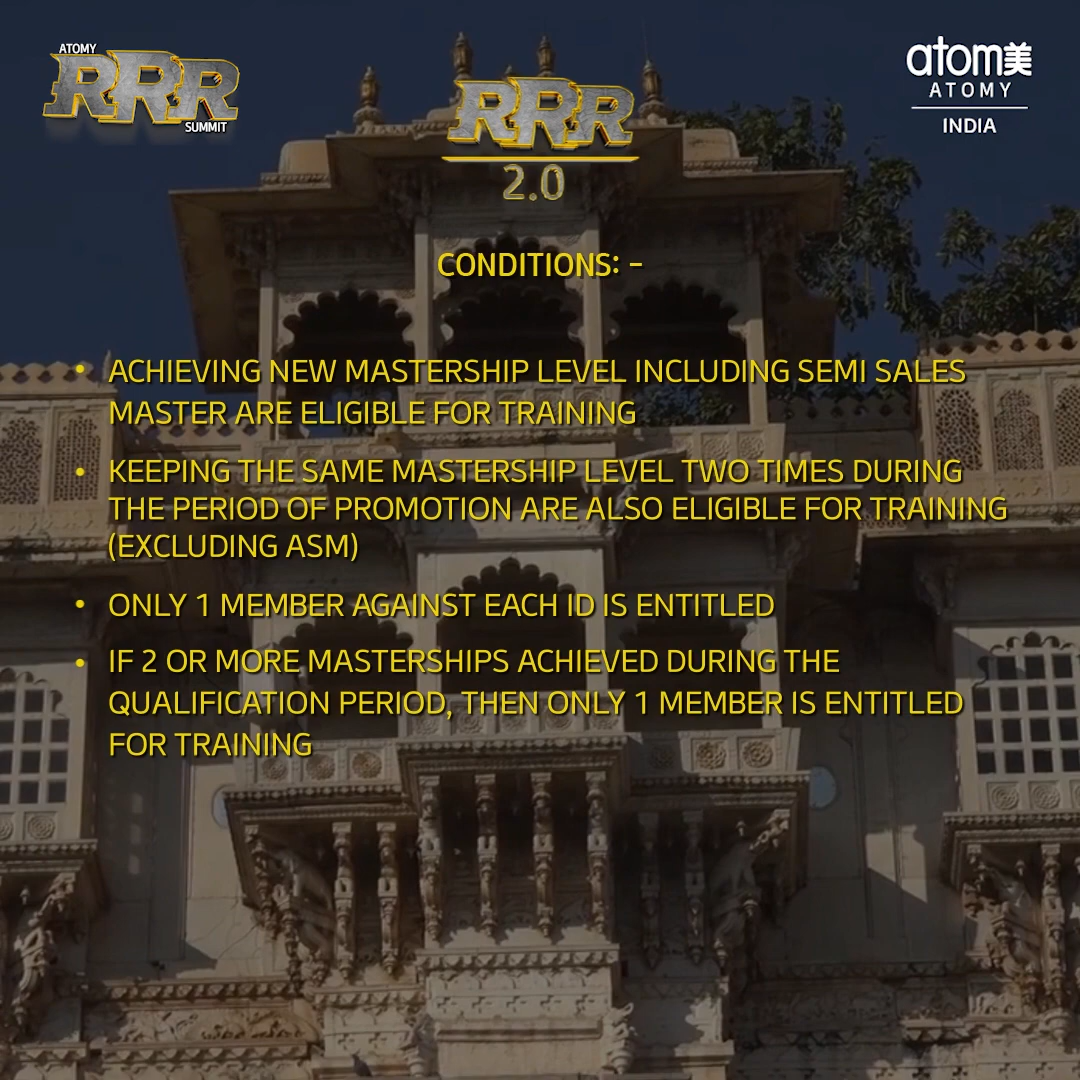 ATOMY
RRR
SUMMIT
RRR
2.0
atom美
ATOMY
INDIA
CONDITIONS: -
• ACHIEVING NEW MASTERSHIP LEVEL INCLUDING SEMI SALES
MASTER ARE ELIGIBLE FOR TRAINING
• KEEPING THE SAME MASTERSHIP LEVEL TWO TIMES DURING
THE PERIOD OF PROMOTION ARE ALSO ELIGIBLE FOR TRAINING
(EXCLUDING ASM)
• ONLY 1 MEMBER AGAINST EACH ID IS ENTITLED
• IF 2 OR MORE MASTERSHIPS ACHIEVED DURING THE
QUALIFICATION PERIOD, THEN ONLY 1 MEMBER IS ENTITLED
FOR TRAINING